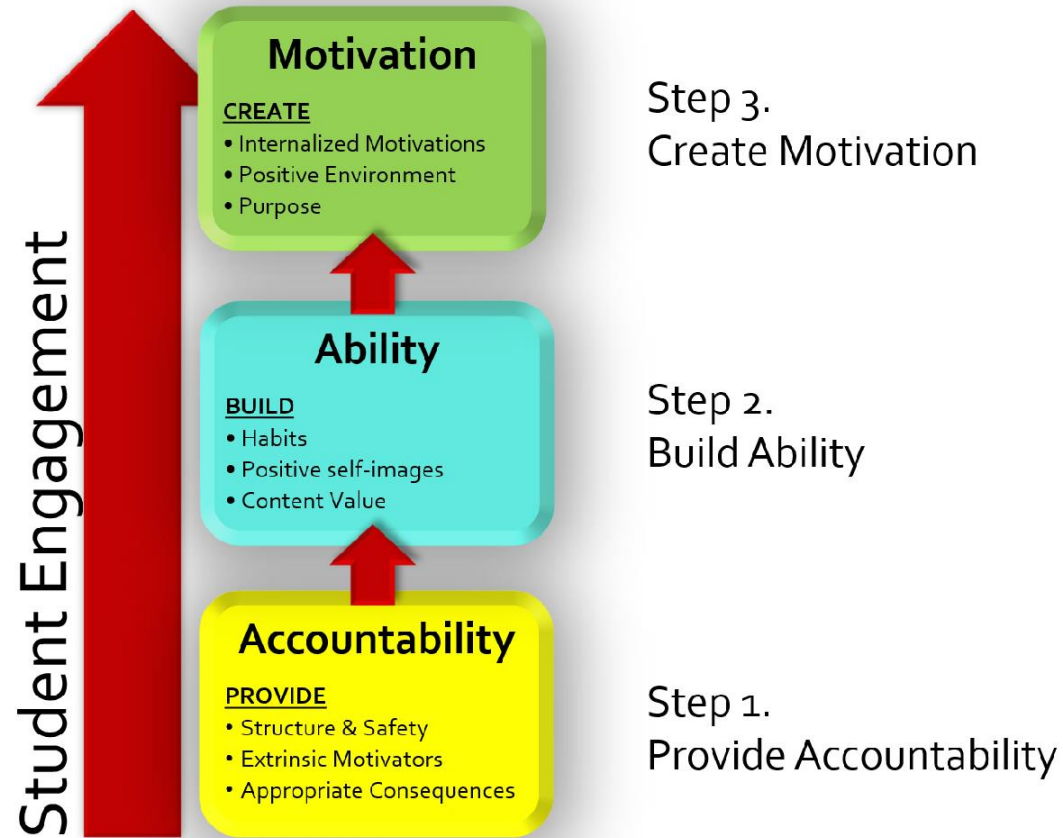 Student Engagement
Motivation
CREATE
• Internalized Motivations
• Positive Environment
• Purpose
Step 3.
Create Motivation
Ability
BUILD
• Habits
• Positive self-images
• Content Value
Step 2.
Build Ability
Accountability
PROVIDE
• Structure & Safety
• Extrinsic Motivators
• Appropriate Consequences
Step 1.
Provide Accountability